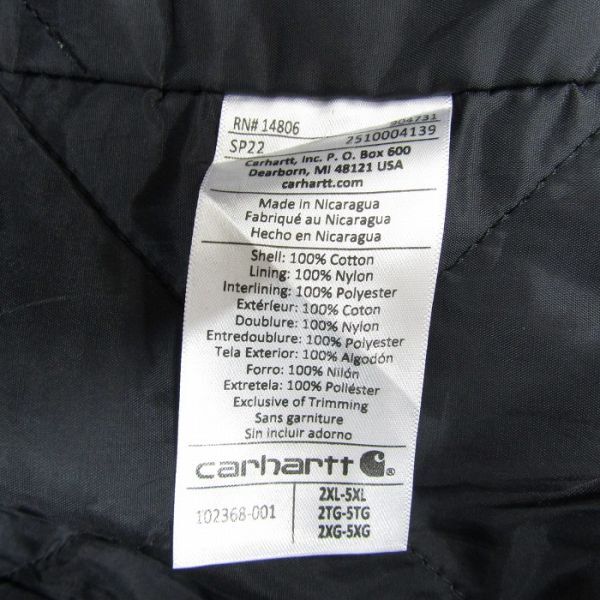 RN# 14806
904731
SP22
2510004139
Carhartt, Inc. P. O. Box 600
Dearborn, MI 48121 USA
carhartt.com
Made in Nicaragua
Fabriqué au Nicaragua
Hecho en Nicaragua
Shell: 100% Cotton
Lining: 100% Nylon
Interlining: 100% Polyester
Extérieur: 100% Coton
Doublure: 100% Nylon
Entredoublure: 100% Polyester
Tela Exterior: 100% Algodón
Forro: 100% Nilón
Extretela: 100% Poliéster
Exclusive of Trimming
Sans garniture
Sin incluir adorno
carhartt
102368-001
2XL-5XL
2TG-5TG
2XG-5XG